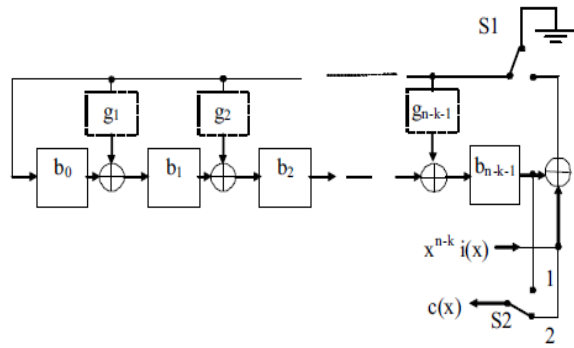 S1
g₁ g₂ gₙ₋ₖ₋₁
b₀ b₁ b₂ bₙ₋ₖ₋₁
xⁿ⁻ᵏ i(x)
1
c(x) S2
2